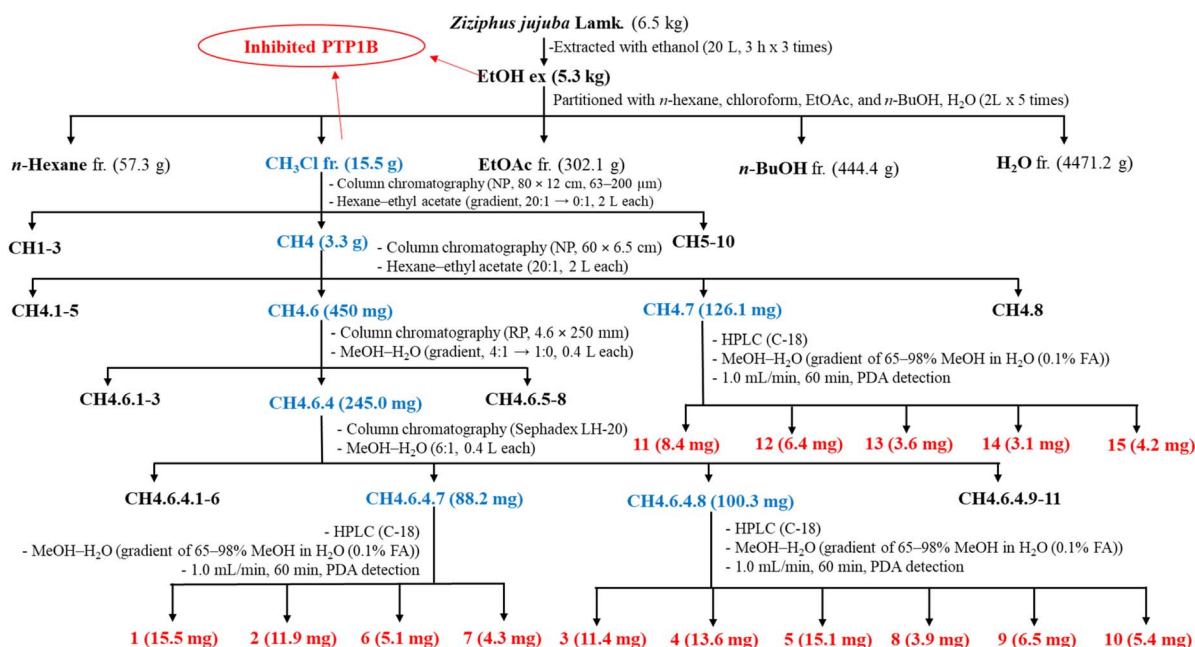 Ziziphus jujuba Lamk. (6.5 kg)
Inhibited PTP1B
-Extracted with ethanol (20 L, 3 h x 3 times)
EtOH ex (5.3 kg)
Partitioned with n-hexane, chloroform, EtOAc, and n-BuOH, H₂O (2L x 5 times)
n-Hexane fr. (57.3 g)
CH₃Cl fr. (15.5 g)
EtOAc fr. (302.1 g)
n-BuOH fr. (444.4 g)
H₂O fr. (4471.2 g)
- Column chromatography (NP, 80 × 12 cm, 63–200 µm)
- Hexane–ethyl acetate (gradient, 20:1 → 0:1, 2 L each)
CH1-3
CH4 (3.3 g)
CH5-10
- Column chromatography (NP, 60 × 6.5 cm)
- Hexane–ethyl acetate (20:1, 2 L each)
CH4.1-5
CH4.6 (450 mg)
CH4.7 (126.1 mg)
CH4.8
- Column chromatography (RP, 4.6 × 250 mm)
- MeOH–H₂O (gradient, 4:1 → 1:0, 0.4 L each)
- HPLC (C-18)
- MeOH–H₂O (gradient of 65–98% MeOH in H₂O (0.1% FA))
- 1.0 mL/min, 60 min, PDA detection
CH4.6.1-3
CH4.6.4 (245.0 mg)
CH4.6.5-8
11 (8.4 mg)
12 (6.4 mg)
13 (3.6 mg)
14 (3.1 mg)
15 (4.2 mg)
- Column chromatography (Sephadex LH-20)
- MeOH–H₂O (6:1, 0.4 L each)
CH4.6.4.1-6
CH4.6.4.7 (88.2 mg)
CH4.6.4.8 (100.3 mg)
CH4.6.4.9-11
- HPLC (C-18)
- MeOH–H₂O (gradient of 65–98% MeOH in H₂O (0.1% FA))
- 1.0 mL/min, 60 min, PDA detection
- HPLC (C-18)
- MeOH–H₂O (gradient of 65–98% MeOH in H₂O (0.1% FA))
- 1.0 mL/min, 60 min, PDA detection
1 (15.5 mg)
2 (11.9 mg)
6 (5.1 mg)
7 (4.3 mg)
3 (11.4 mg)
4 (13.6 mg)
5 (15.1 mg)
8 (3.9 mg)
9 (6.5 mg)
10 (5.4 mg)